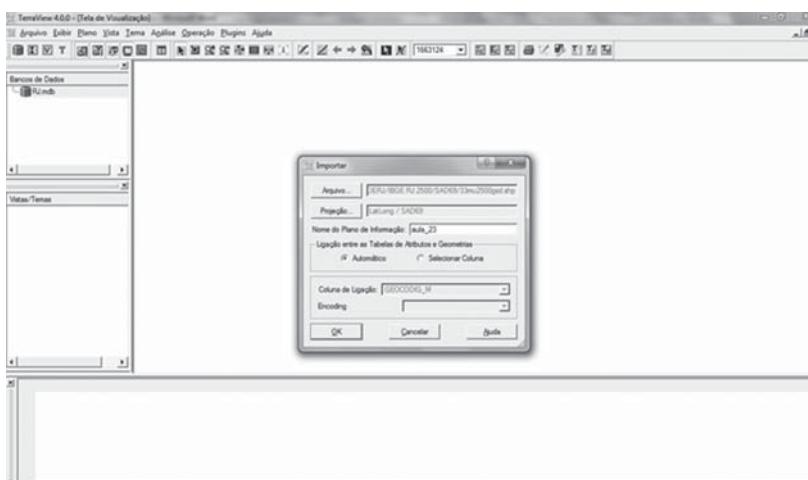 TerraView 4.0.0 - [Tela de Visualização]
Arquivo Exibir Plano Vista Tema Análise Operação Plugins Ajuda
1663124
Bancos de Dados
RJ.mdb
Vistas/Temas
Importar
Arquivo...
Projeção... LatLong / SAD69
Nome do Plano de Informação: aula_23
Ligação entre as Tabelas de Atributos e Geometrias
Automático Selecionar Coluna
Coluna de Ligação: GEOCODIG_M
Encoding
OK Cancelar Ajuda